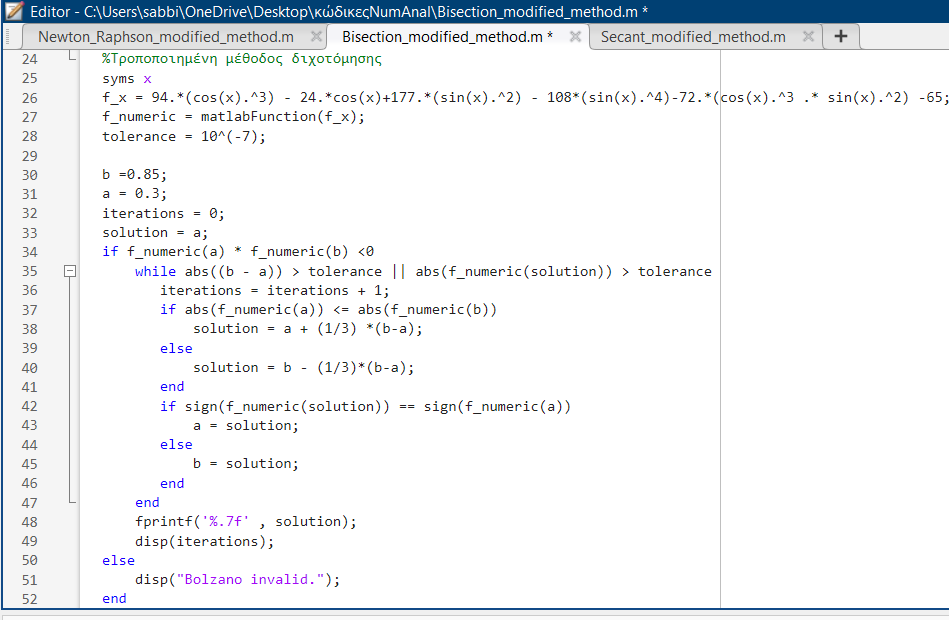 Editor - C:\Users\sabbi\OneDrive\Desktop\κώδικεςNumAnal\Bisection_modified_method.m *
Newton_Raphson_modified_method.m × Bisection_modified_method.m * × Secant_modified_method.m × +
24 %Τροποποιημένη μέθοδος διχοτόμησης
25 syms x
26 f_x = 94.*(cos(x).^3) - 24.*cos(x)+177.*(sin(x).^2) - 108*(sin(x).^4)-72.*(cos(x).^3 .* sin(x).^2) -65;
27 f_numeric = matlabFunction(f_x);
28 tolerance = 10^(-7);
29
30 b =0.85;
31 a = 0.3;
32 iterations = 0;
33 solution = a;
34 if f_numeric(a) * f_numeric(b) <0
35 while abs((b - a)) > tolerance || abs(f_numeric(solution)) > tolerance
36 iterations = iterations + 1;
37 if abs(f_numeric(a)) <= abs(f_numeric(b))
38 solution = a + (1/3) *(b-a);
39 else
40 solution = b - (1/3)*(b-a);
41 end
42 if sign(f_numeric(solution)) == sign(f_numeric(a))
43 a = solution;
44 else
45 b = solution;
46 end
47 end
48 fprintf('%.7f' , solution);
49 disp(iterations);
50 else
51 disp("Bolzano invalid.");
52 end